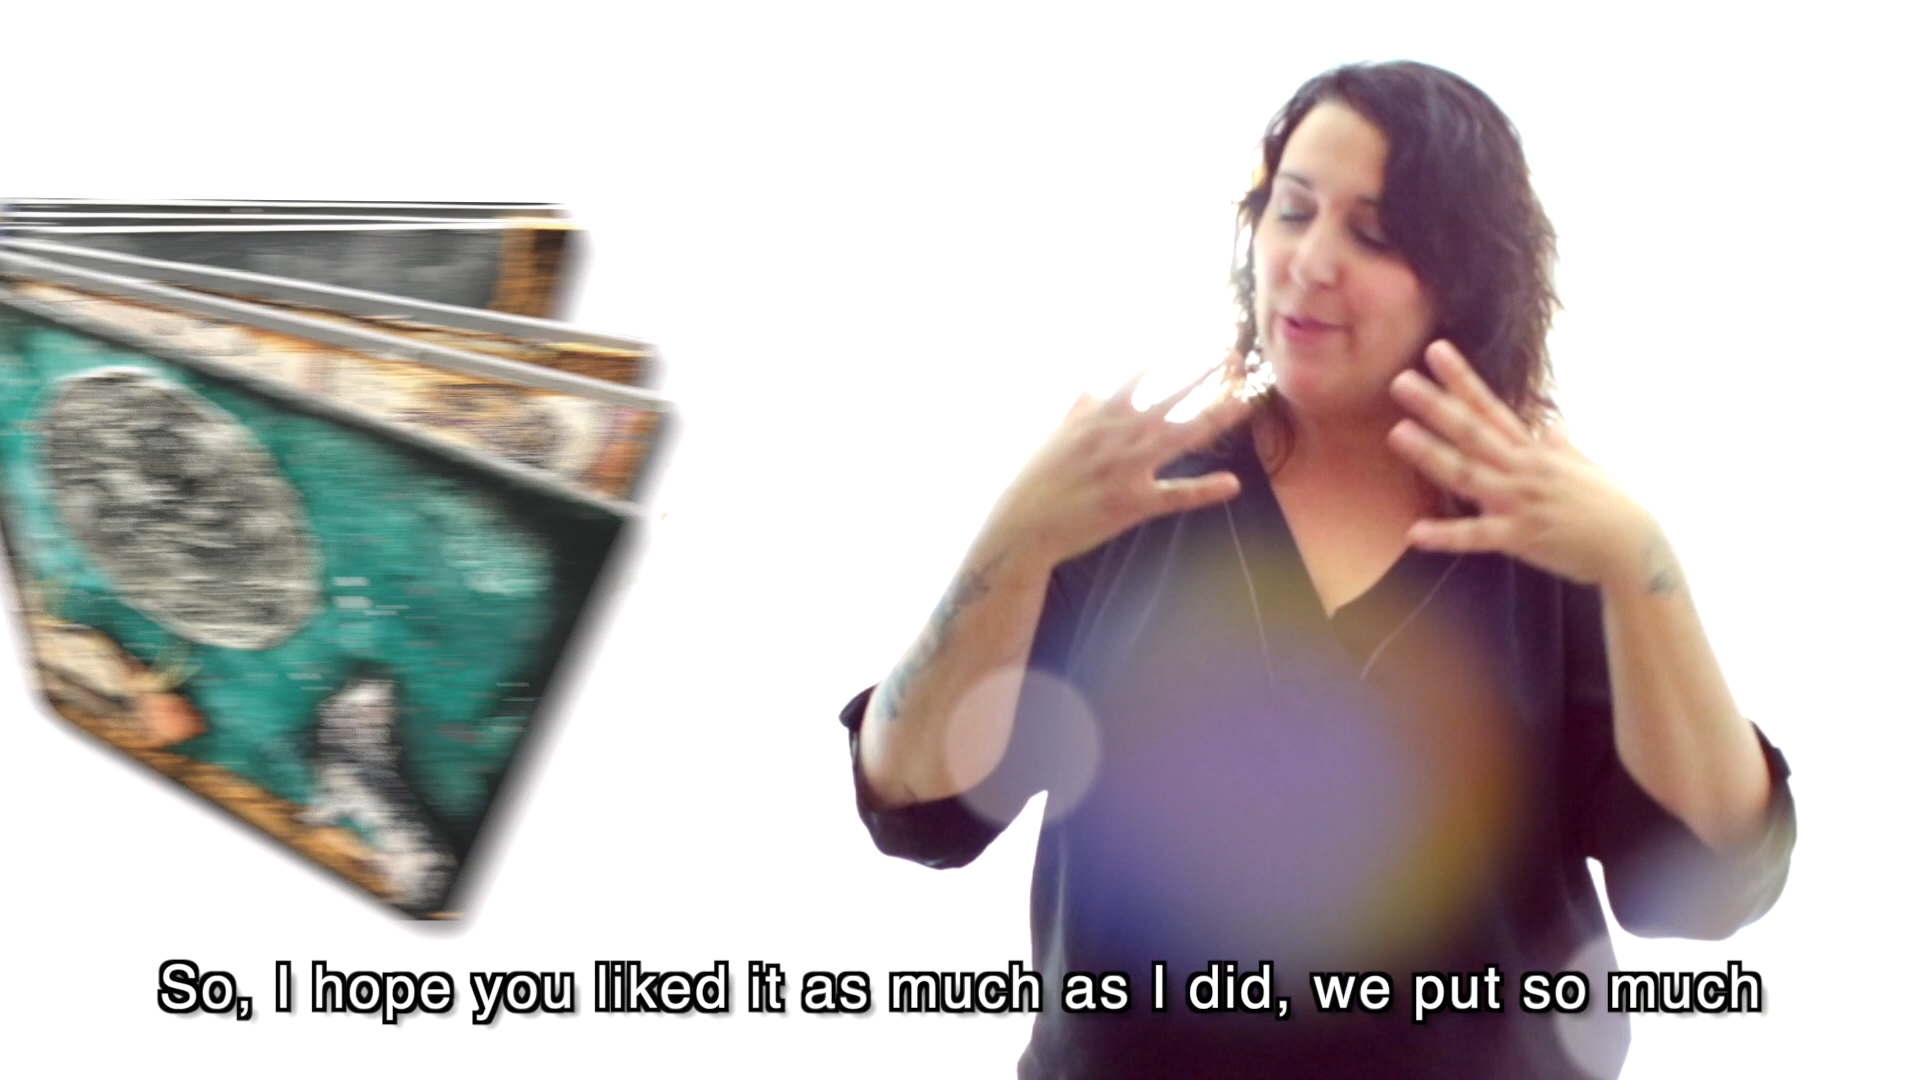 So, I hope you liked it as much as I did, we put so much